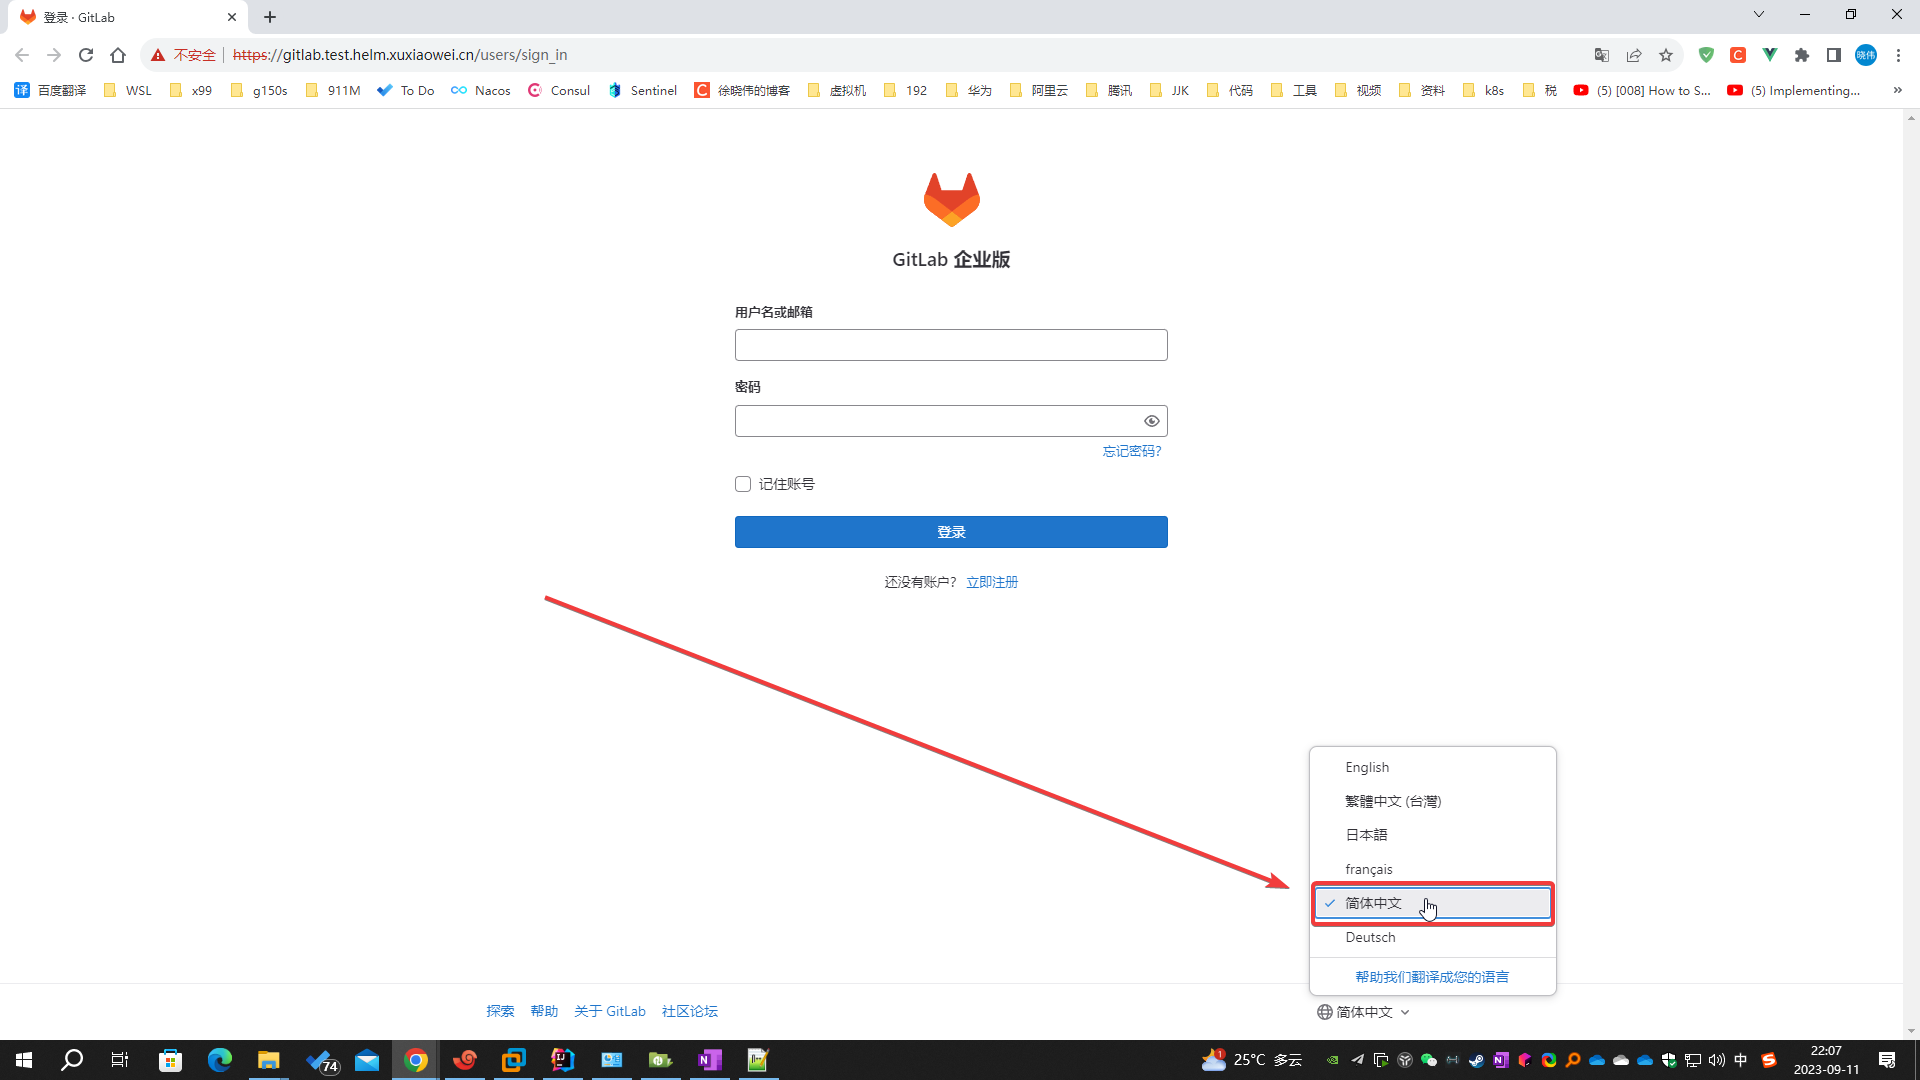 登录 · GitLab
不安全 https://gitlab.test.helm.xuxiaowei.cn/users/sign_in
晓伟
译 百度翻译 WSL x99 g150s 911M To Do Nacos Consul Sentinel C 徐晓伟的博客 虚拟机 192 华为 阿里云 腾讯 JJK 代码 工具 视频 资料 k8s 税 (5) [008] How to S... (5) Implementing... »
GitLab 企业版
用户名或邮箱
密码
忘记密码?
记住账号
登录
还没有账户? 立即注册
English
繁體中文 (台灣)
日本語
français
简体中文
Deutsch
帮助我们翻译成您的语言
探索 帮助 关于 GitLab 社区论坛 简体中文
74 1 25°C 多云 中 22:07
2023-09-11